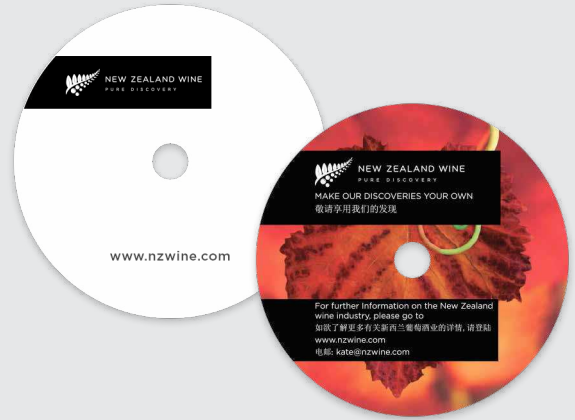 NEW ZEALAND WINE
PURE DISCOVERY
www.nzwine.com
NEW ZEALAND WINE
PURE DISCOVERY
MAKE OUR DISCOVERIES YOUR OWN
敬请享用我们的发现
For further Information on the New Zealand
wine industry, please go to
如欲了解更多有关新西兰葡萄酒业的详情, 请登陆
www.nzwine.com
电邮: kate@nzwine.com